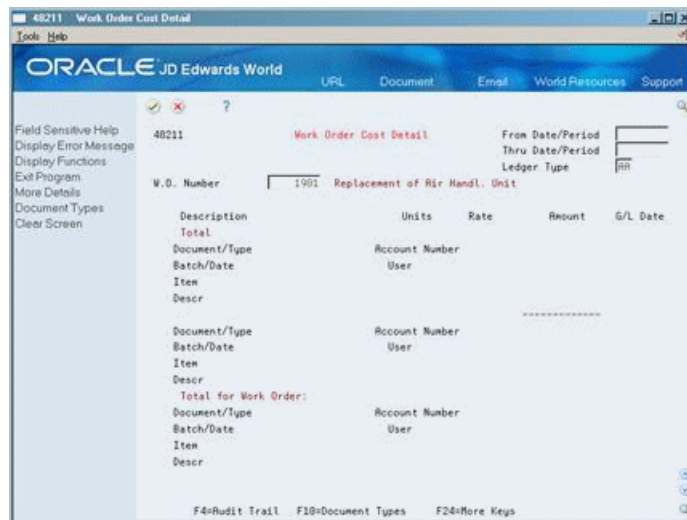 48211 Work Order Cost Detail
Tools Help
ORACLE JD Edwards World
URL Document Email World Resources Support
Field Sensitive Help
Display Error Message
Display Functions
Exit Program
More Details
Document Types
Clear Screen
?
48211 Work Order Cost Detail From Date/Period
Thru Date/Period
Ledger Type AA
W.O. Number 1901 Replacement of Air Handl. Unit
Description Units Rate Amount G/L Date
Total
Document/Type Account Number
Batch/Date User
Item
Descr
-------------
Document/Type Account Number
Batch/Date User
Item
Descr
Total for Work Order:
Document/Type Account Number
Batch/Date User
Item
Descr
F4=Audit Trail F10=Document Types F24=More Keys